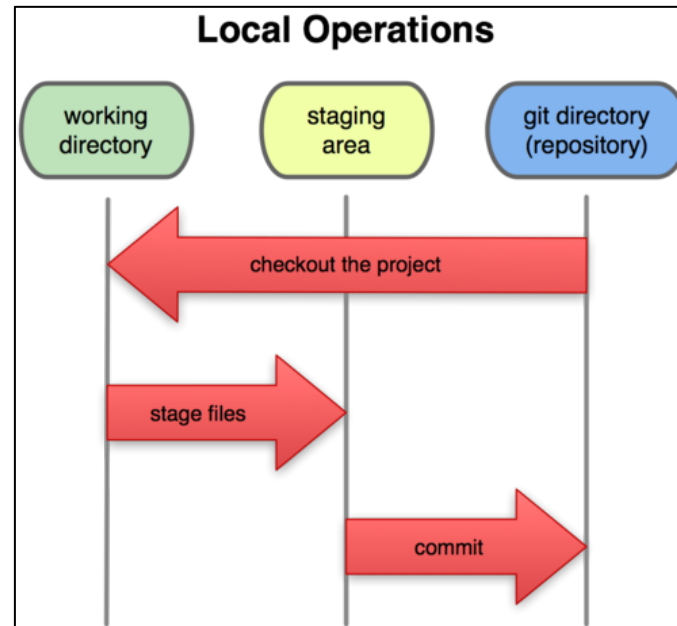 Local Operations
working
directory
staging
area
git directory
(repository)
checkout the project
stage files
commit